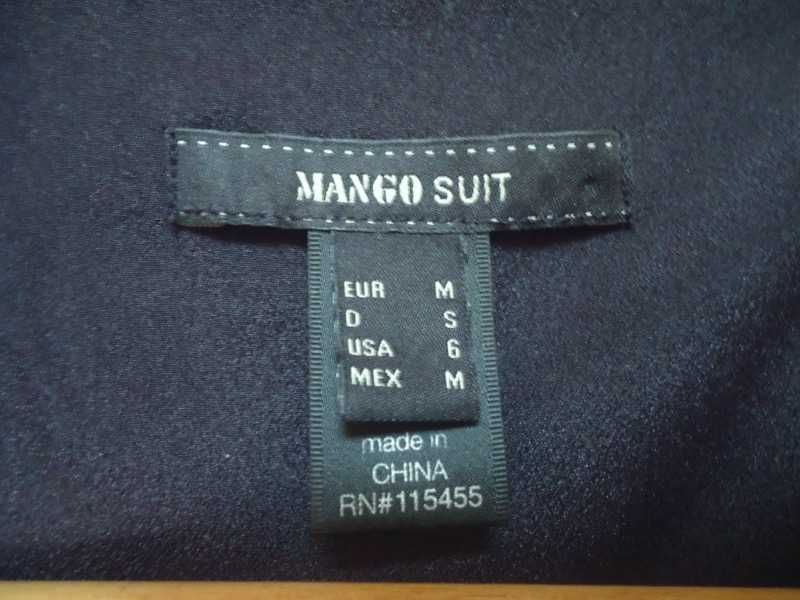 MANGO SUIT
EUR M
D S
USA 6
MEX M
made in
CHINA
RN#115455